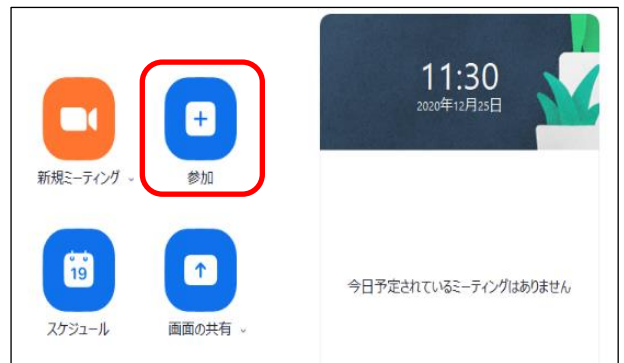 11:30
2020年12月25日
新規ミーティング
参加
19
スケジュール
画面の共有
今日予定されているミーティングはありません